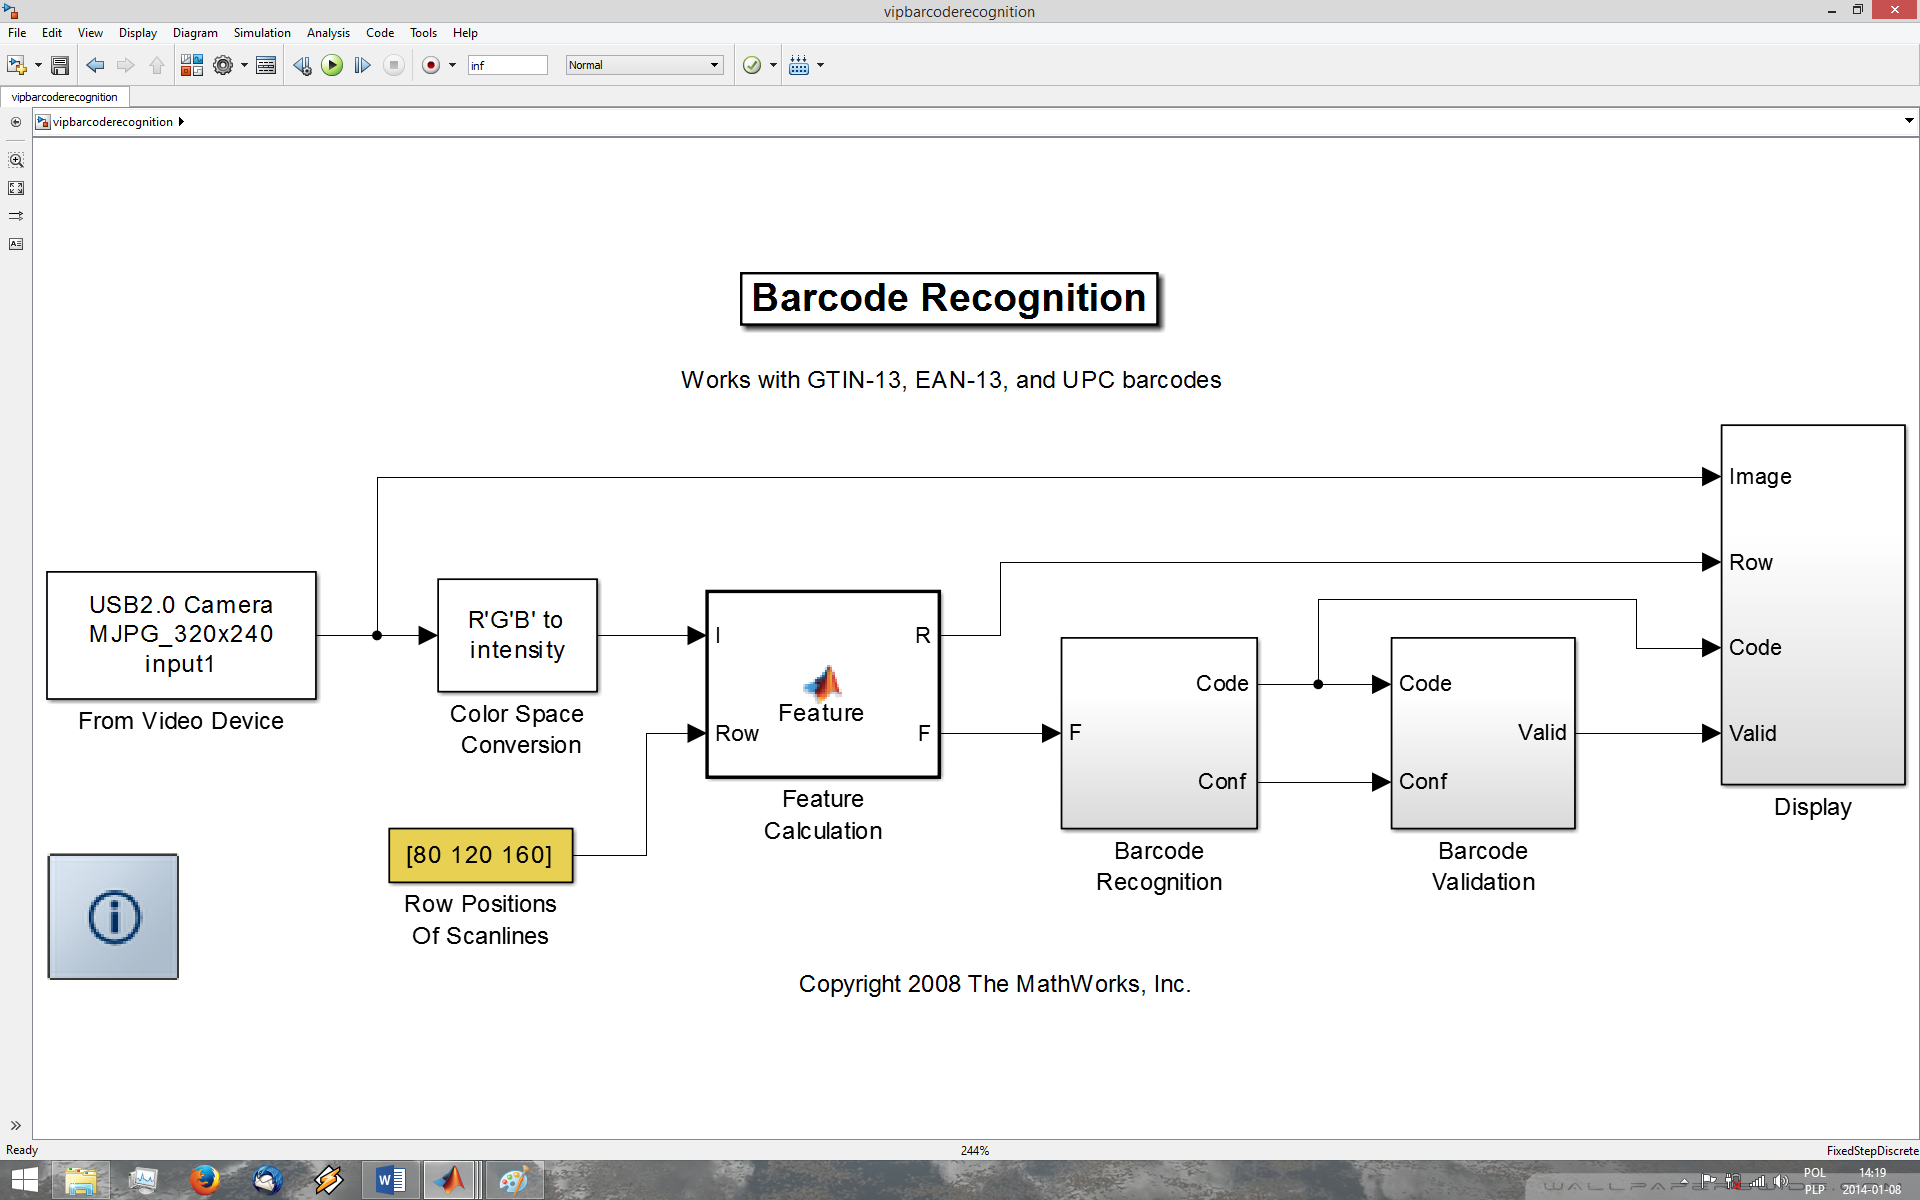 vipbarcoderecognition
File Edit View Display Diagram Simulation Analysis Code Tools Help
inf Normal
vipbarcoderecognition
vipbarcoderecognition
Barcode Recognition
Works with GTIN-13, EAN-13, and UPC barcodes
USB2.0 Camera
MJPG_320x240
input1
From Video Device
R'G'B' to
intensity
Color Space
Conversion
[80 120 160]
Row Positions
Of Scanlines
I
Row
Feature
R
F
Feature
Calculation
F
Code
Conf
Barcode
Recognition
Code
Conf
Valid
Barcode
Validation
Image
Row
Code
Valid
Display
Copyright 2008 The MathWorks, Inc.
Ready 244% FixedStepDiscrete
POL 14:19
PLP 2014-01-08